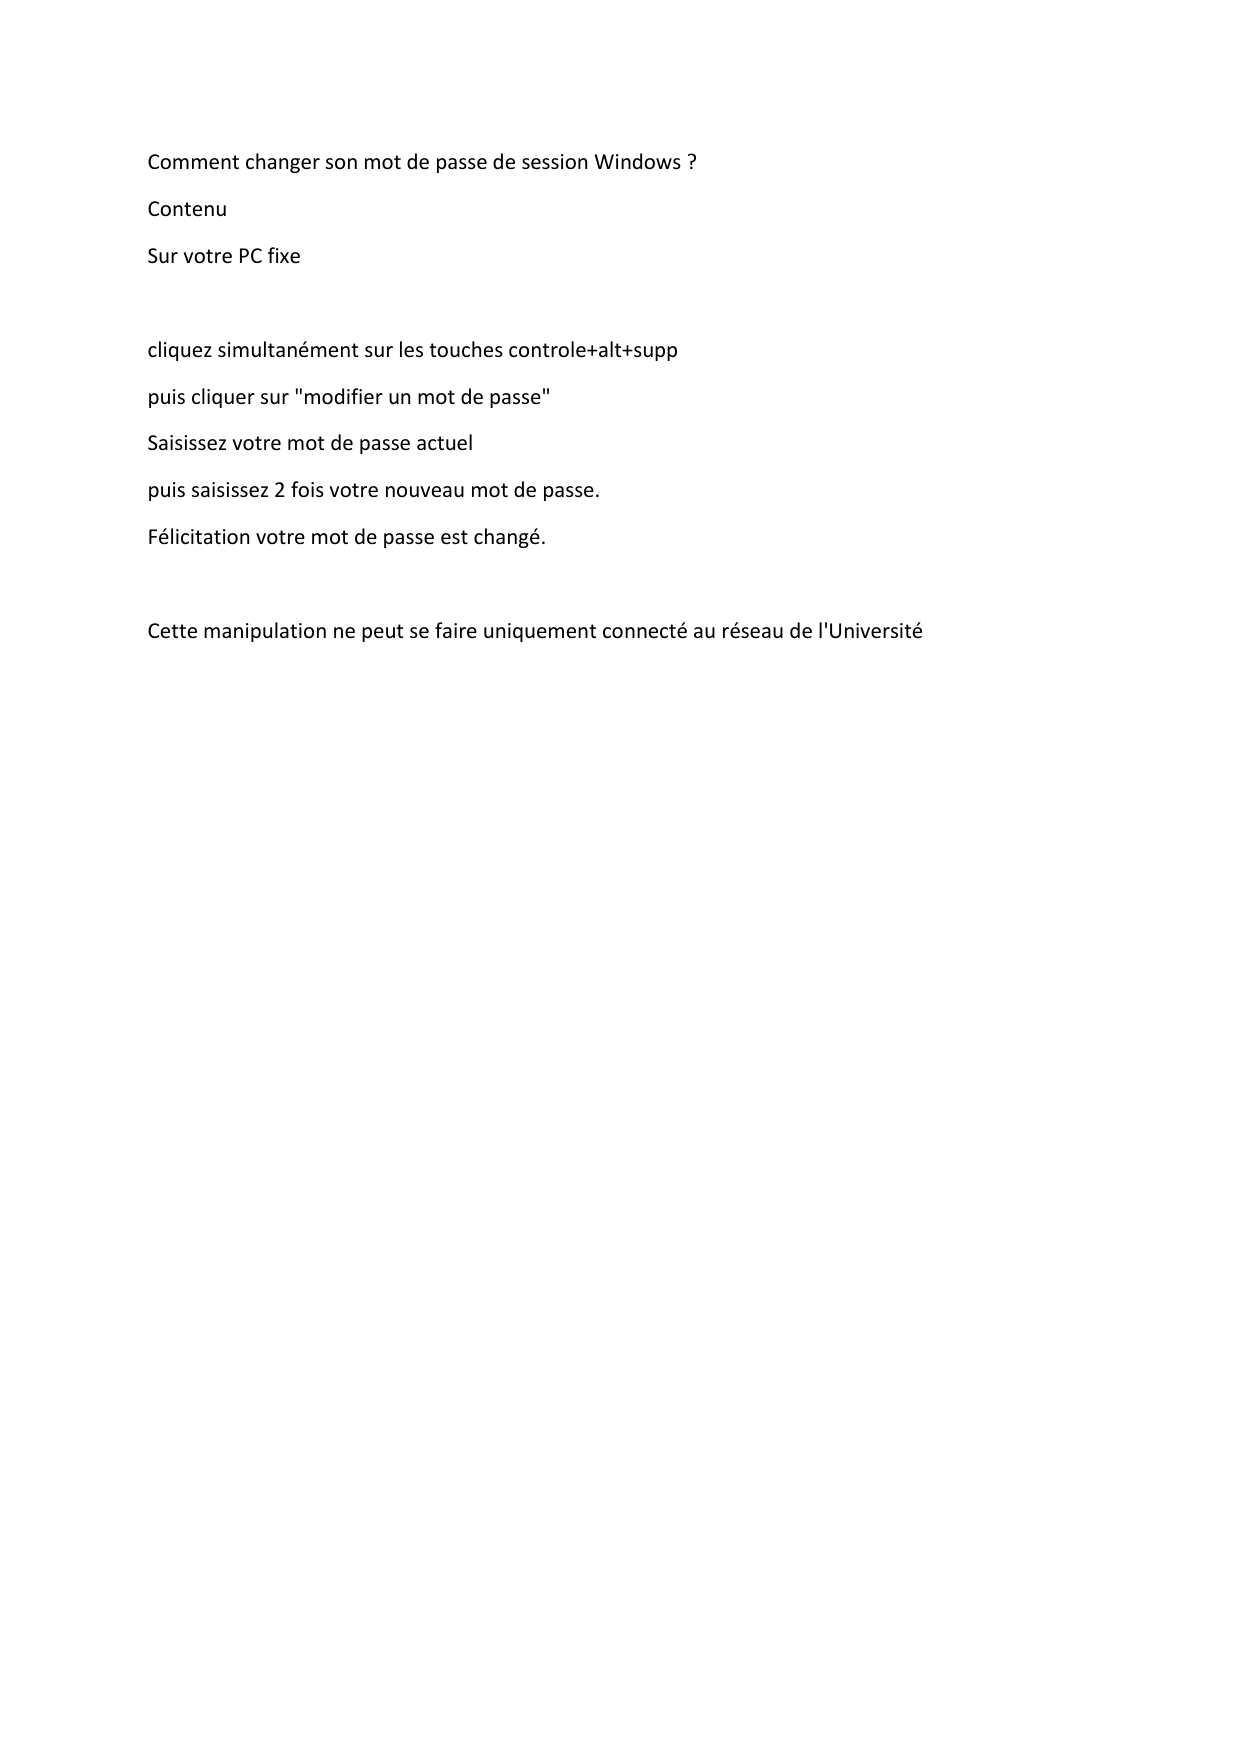 Comment changer son mot de passe de session Windows ?
Contenu
Sur votre PC fixe
cliquez simultanément sur les touches controle+alt+supp
puis cliquer sur "modifier un mot de passe"
Saisissez votre mot de passe actuel
puis saisissez 2 fois votre nouveau mot de passe.
Félicitation votre mot de passe est changé.
Cette manipulation ne peut se faire uniquement connecté au réseau de l'Université